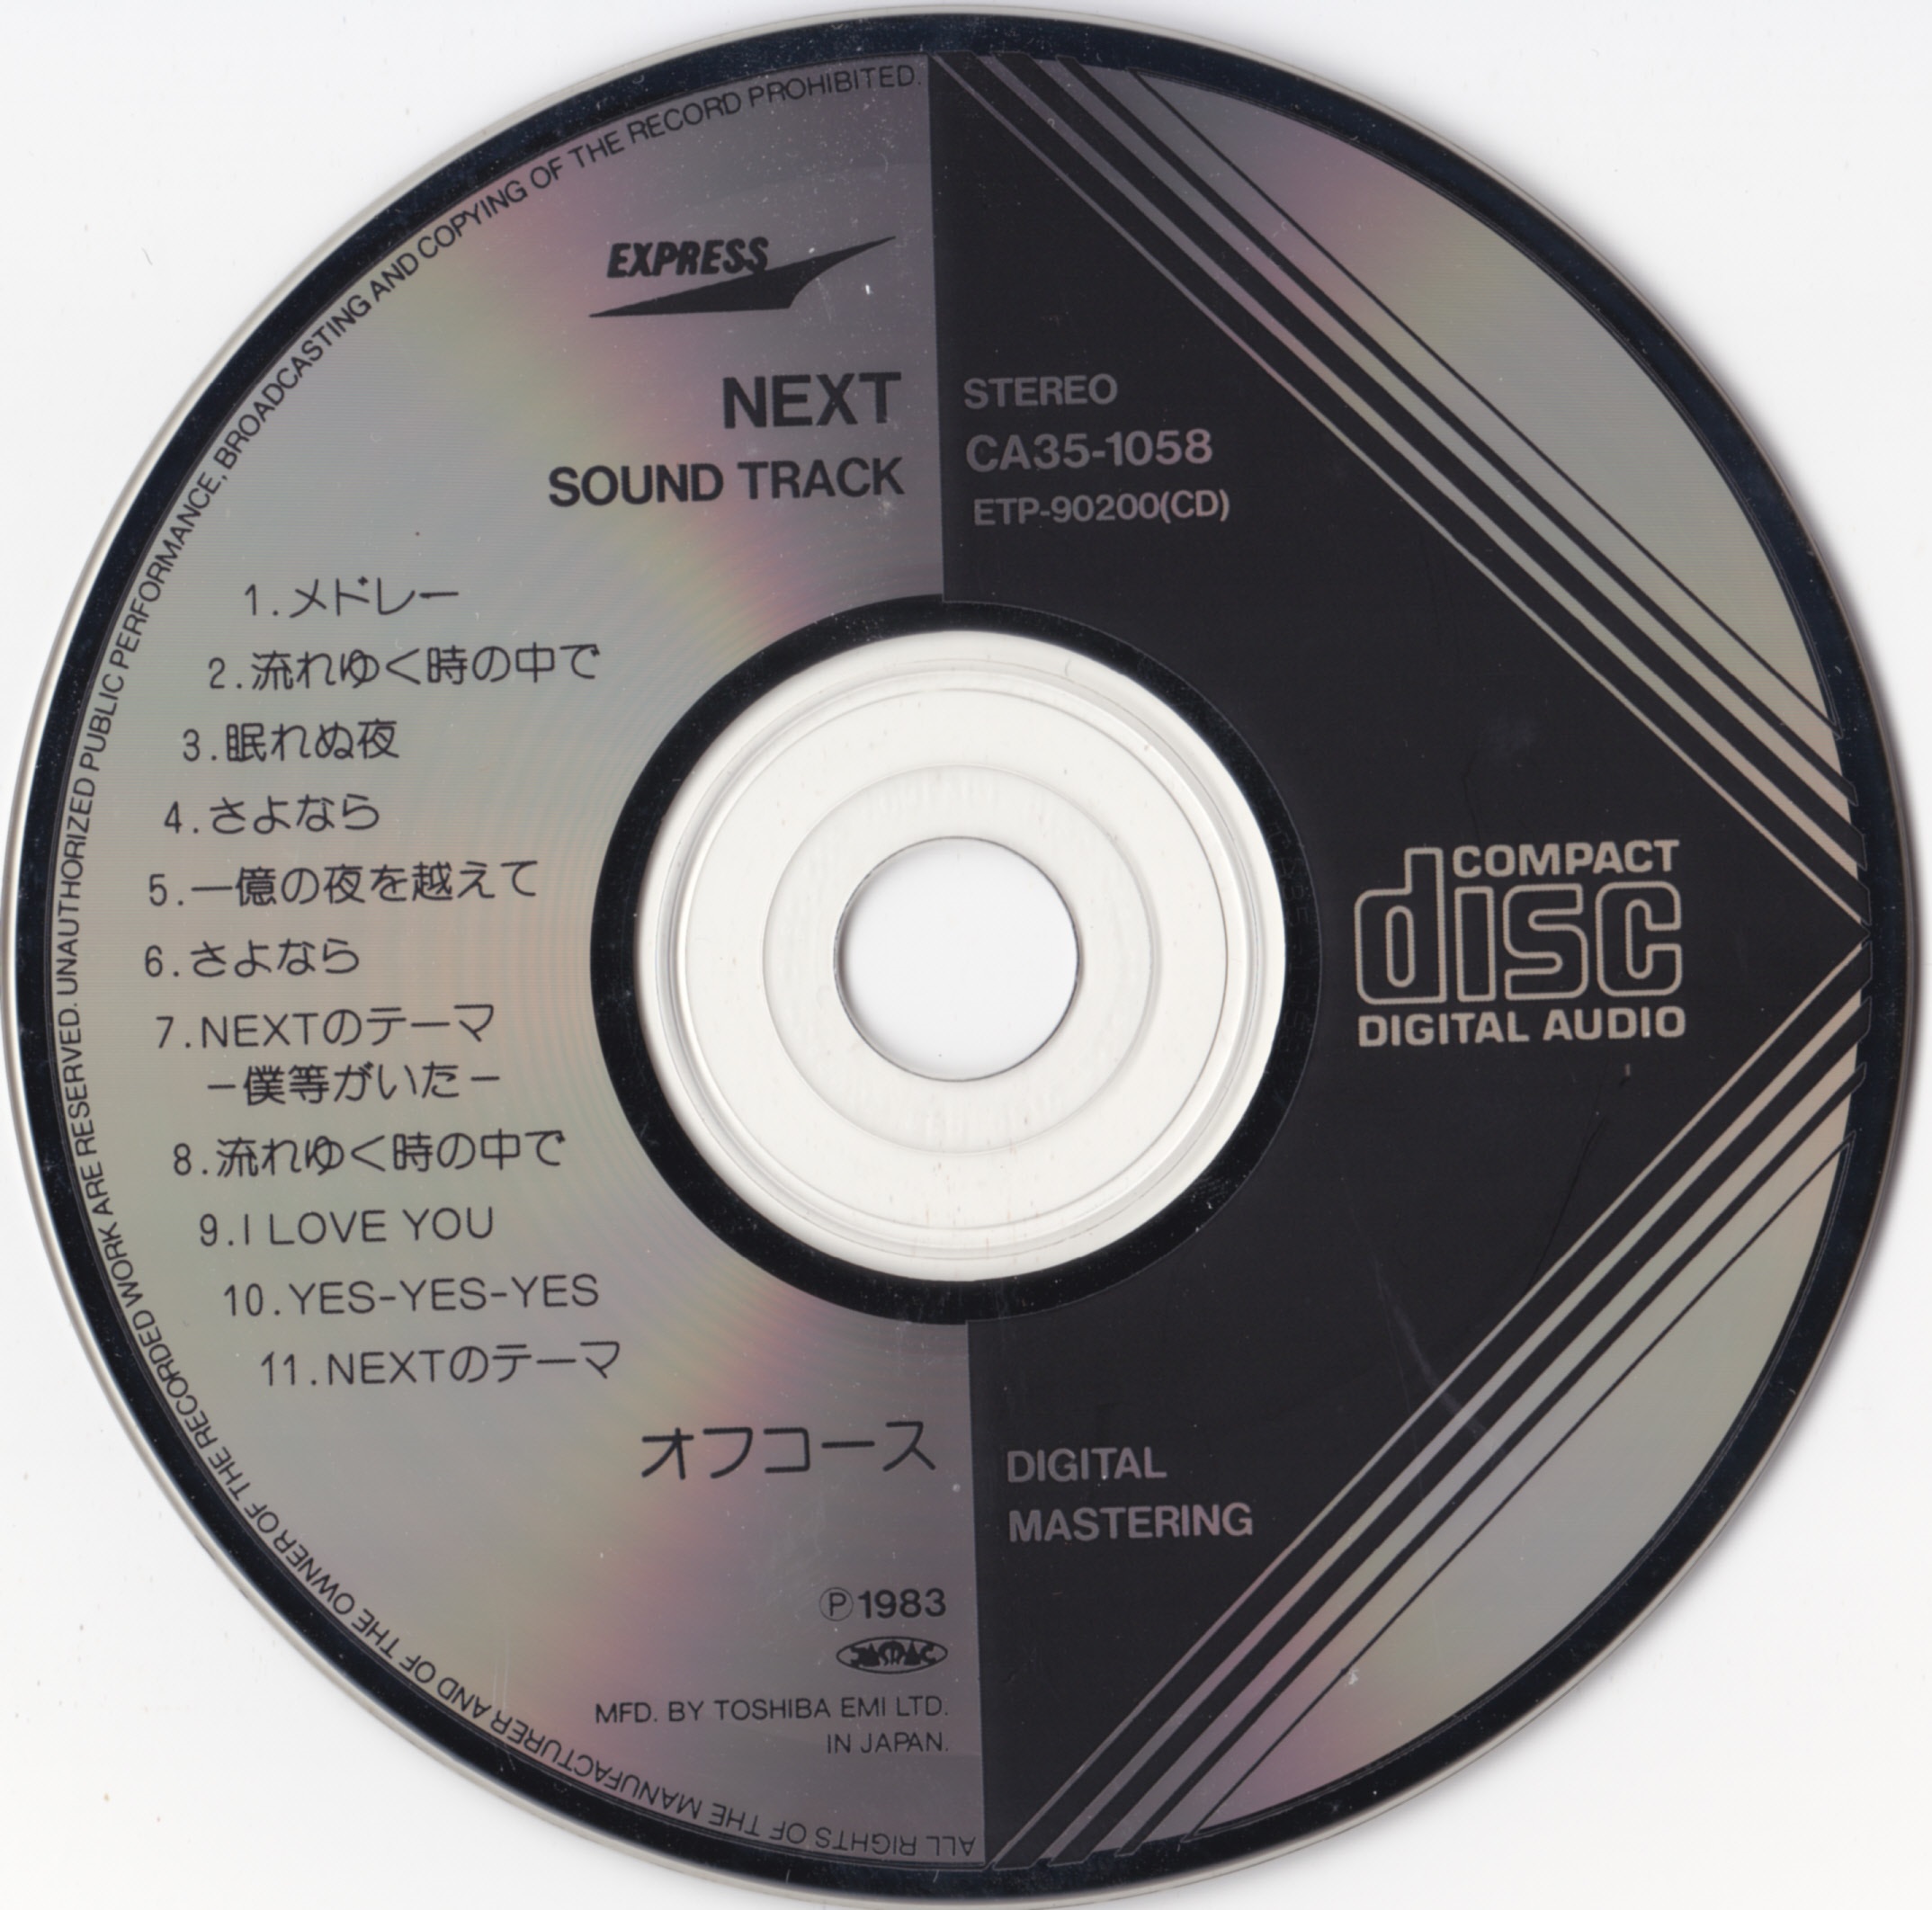 EXPRESS
NEXT
SOUND TRACK
STEREO
CA35-1058
ETP-90200(CD)
1.メドレー
2.流れゆく時の中で
3.眠れぬ夜
4.さよなら
5.一億の夜を越えて
6.さよなら
7.NEXTのテーマ
－僕等がいた－
8.流れゆく時の中で
9.I LOVE YOU
10.YES-YES-YES
11.NEXTのテーマ
オフコース
COMPACT
disc
DIGITAL AUDIO
DIGITAL
MASTERING
Ⓟ1983
JASRAC
MFD. BY TOSHIBA EMI LTD.
IN JAPAN.
ALL RIGHTS OF THE MANUFACTURER AND OF THE OWNER OF THE RECORDED WORK ARE RESERVED. UNAUTHORIZED PUBLIC PERFORMANCE, BROADCASTING AND COPYING OF THE RECORD PROHIBITED.